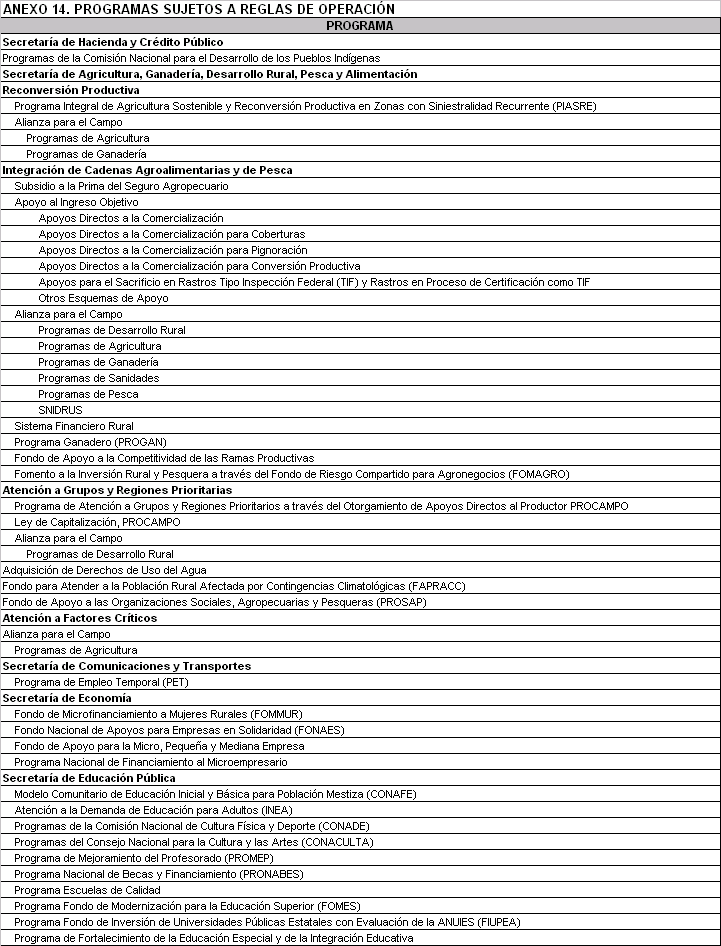 ANEXO 14. PROGRAMAS SUJETOS A REGLAS DE OPERACIÓN
PROGRAMA
Secretaría de Hacienda y Crédito Público
Programas de la Comisión Nacional para el Desarrollo de los Pueblos Indígenas
Secretaría de Agricultura, Ganadería, Desarrollo Rural, Pesca y Alimentación
Reconversión Productiva
Programa Integral de Agricultura Sostenible y Reconversión Productiva en Zonas con Siniestralidad Recurrente (PIASRE)
Alianza para el Campo
Programas de Agricultura
Programas de Ganadería
Integración de Cadenas Agroalimentarias y de Pesca
Subsidio a la Prima del Seguro Agropecuario
Apoyo al Ingreso Objetivo
Apoyos Directos a la Comercialización
Apoyos Directos a la Comercialización para Coberturas
Apoyos Directos a la Comercialización para Pignoración
Apoyos Directos a la Comercialización para Conversión Productiva
Apoyos para el Sacrificio en Rastros Tipo Inspección Federal (TIF) y Rastros en Proceso de Certificación como TIF
Otros Esquemas de Apoyo
Alianza para el Campo
Programas de Desarrollo Rural
Programas de Agricultura
Programas de Ganadería
Programas de Sanidades
Programas de Pesca
SNIDRUS
Sistema Financiero Rural
Programa Ganadero (PROGAN)
Fondo de Apoyo a la Competitividad de las Ramas Productivas
Fomento a la Inversión Rural y Pesquera a través del Fondo de Riesgo Compartido para Agronegocios (FOMAGRO)
Atención a Grupos y Regiones Prioritarias
Programa de Atención a Grupos y Regiones Prioritarios a través del Otorgamiento de Apoyos Directos al Productor PROCAMPO
Ley de Capitalización, PROCAMPO
Alianza para el Campo
Programas de Desarrollo Rural
Adquisición de Derechos de Uso del Agua
Fondo para Atender a la Población Rural Afectada por Contingencias Climatológicas (FAPRACC)
Fondo de Apoyo a las Organizaciones Sociales, Agropecuarias y Pesqueras (PROSAP)
Atención a Factores Críticos
Alianza para el Campo
Programas de Agricultura
Secretaría de Comunicaciones y Transportes
Programa de Empleo Temporal (PET)
Secretaría de Economía
Fondo de Microfinanciamiento a Mujeres Rurales (FOMMUR)
Fondo Nacional de Apoyos para Empresas en Solidaridad (FONAES)
Fondo de Apoyo para la Micro, Pequeña y Mediana Empresa
Programa Nacional de Financiamiento al Microempresario
Secretaría de Educación Pública
Modelo Comunitario de Educación Inicial y Básica para Población Mestiza (CONAFE)
Atención a la Demanda de Educación para Adultos (INEA)
Programas de la Comisión Nacional de Cultura Física y Deporte (CONADE)
Programas del Consejo Nacional para la Cultura y las Artes (CONACULTA)
Programa de Mejoramiento del Profesorado (PROMEP)
Programa Nacional de Becas y Financiamiento (PRONABES)
Programa Escuelas de Calidad
Programa Fondo de Modernización para la Educación Superior (FOMES)
Programa Fondo de Inversión de Universidades Públicas Estatales con Evaluación de la ANUIES (FIUPEA)
Programa de Fortalecimiento de la Educación Especial y de la Integración Educativa